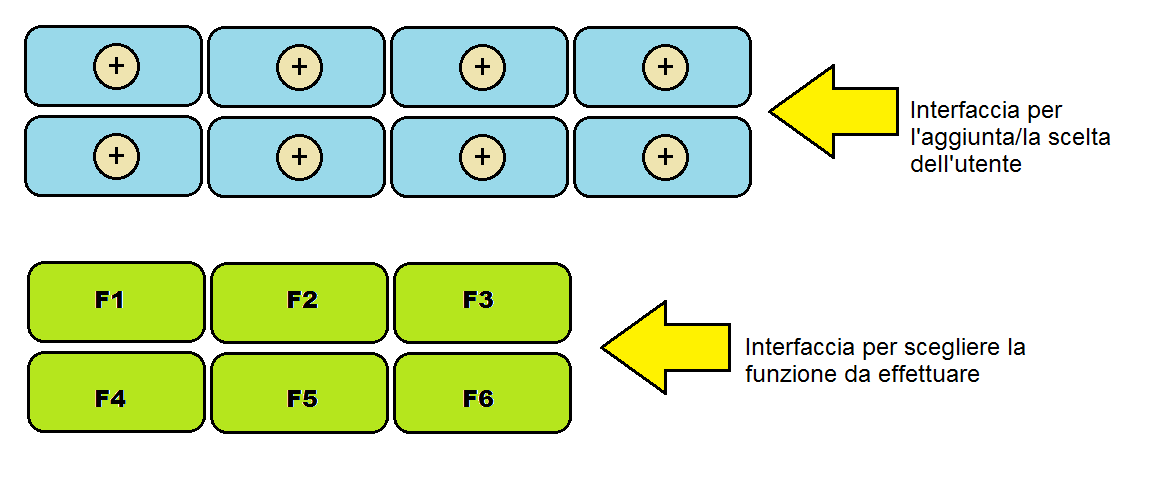 + + + +
Interfaccia per
l'aggiunta/la scelta
dell'utente
+ + + +
F1 F2 F3
Interfaccia per scegliere la
funzione da effettuare
F4 F5 F6